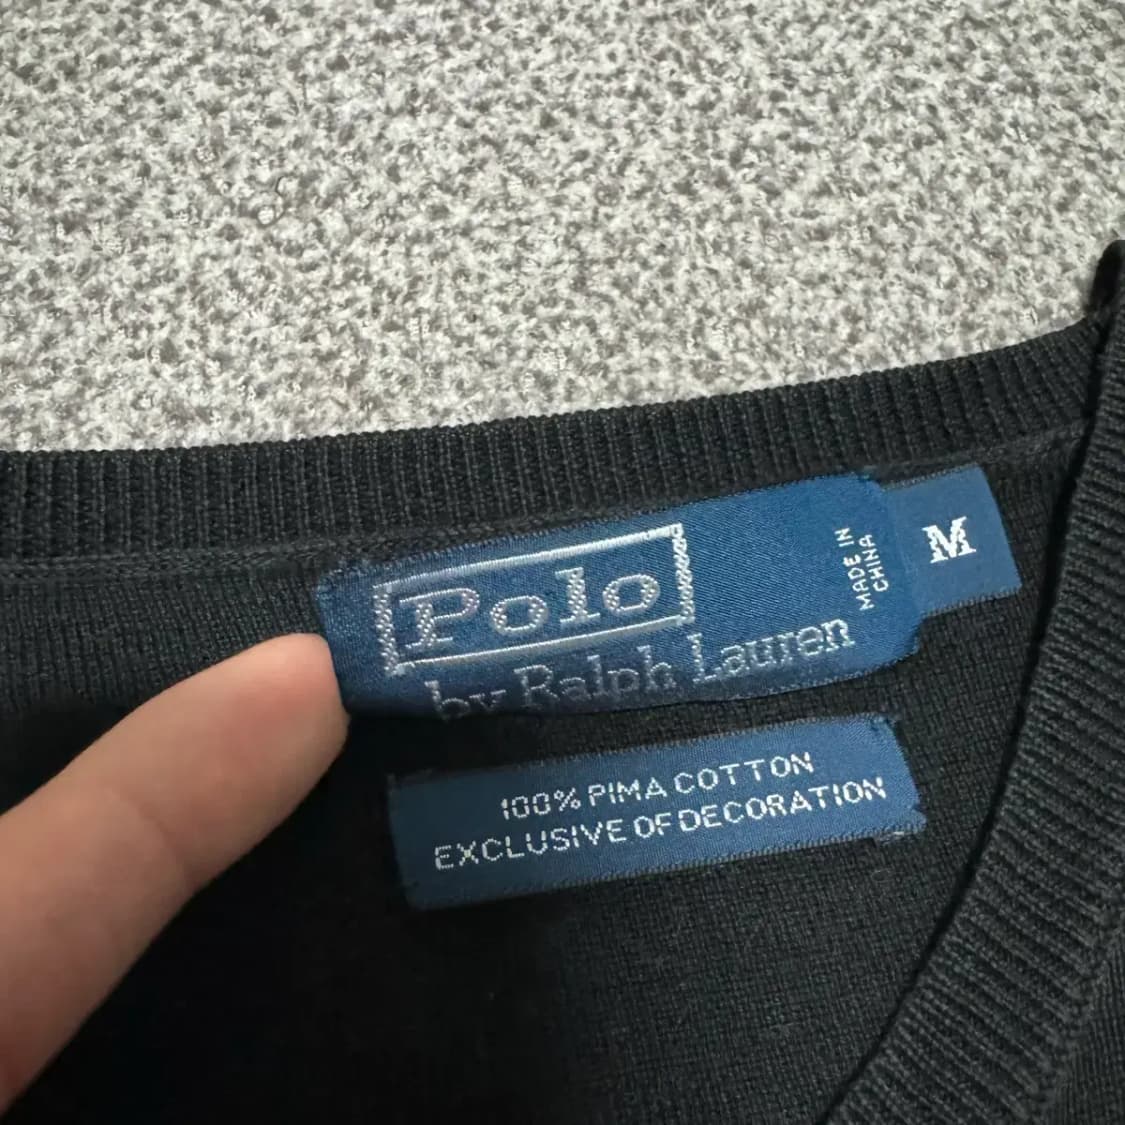 Polo
by Ralph Lauren
MADE IN
CHINA
M
100% PIMA COTTON
EXCLUSIVE OF DECORATION